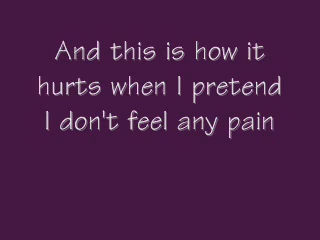 And this is how it
hurts when I pretend
I don't feel any pain